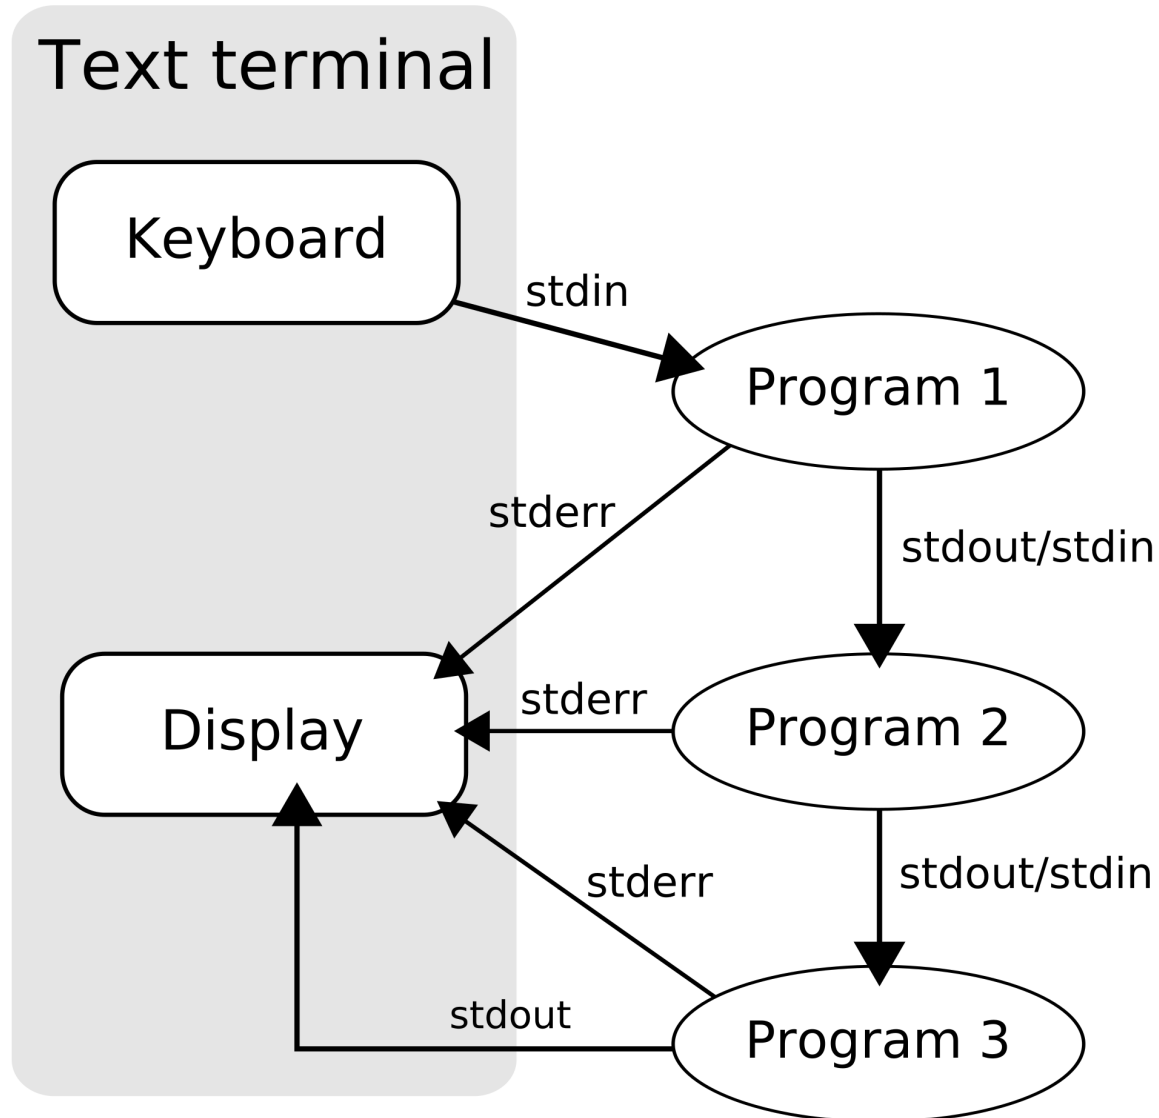 Text terminal
Keyboard
stdin
Program 1
stderr
stdout/stdin
Display
stderr
Program 2
stderr
stdout/stdin
stdout
Program 3